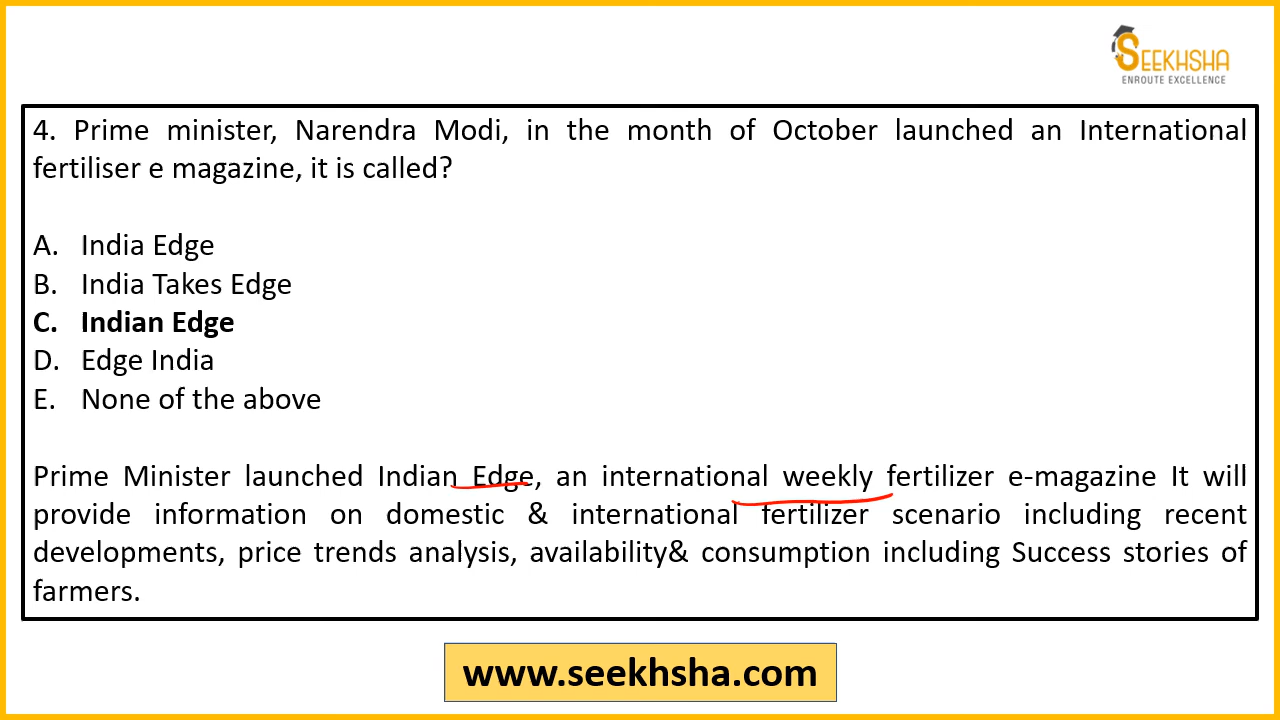 SEEKHSHA
ENROUTE EXCELLENCE
4. Prime minister, Narendra Modi, in the month of October launched an International
fertiliser e magazine, it is called?
A. India Edge
B. India Takes Edge
C. Indian Edge
D. Edge India
E. None of the above
Prime Minister launched Indian Edge, an international weekly fertilizer e-magazine It will
provide information on domestic & international fertilizer scenario including recent
developments, price trends analysis, availability& consumption including Success stories of
farmers.
www.seekhsha.com